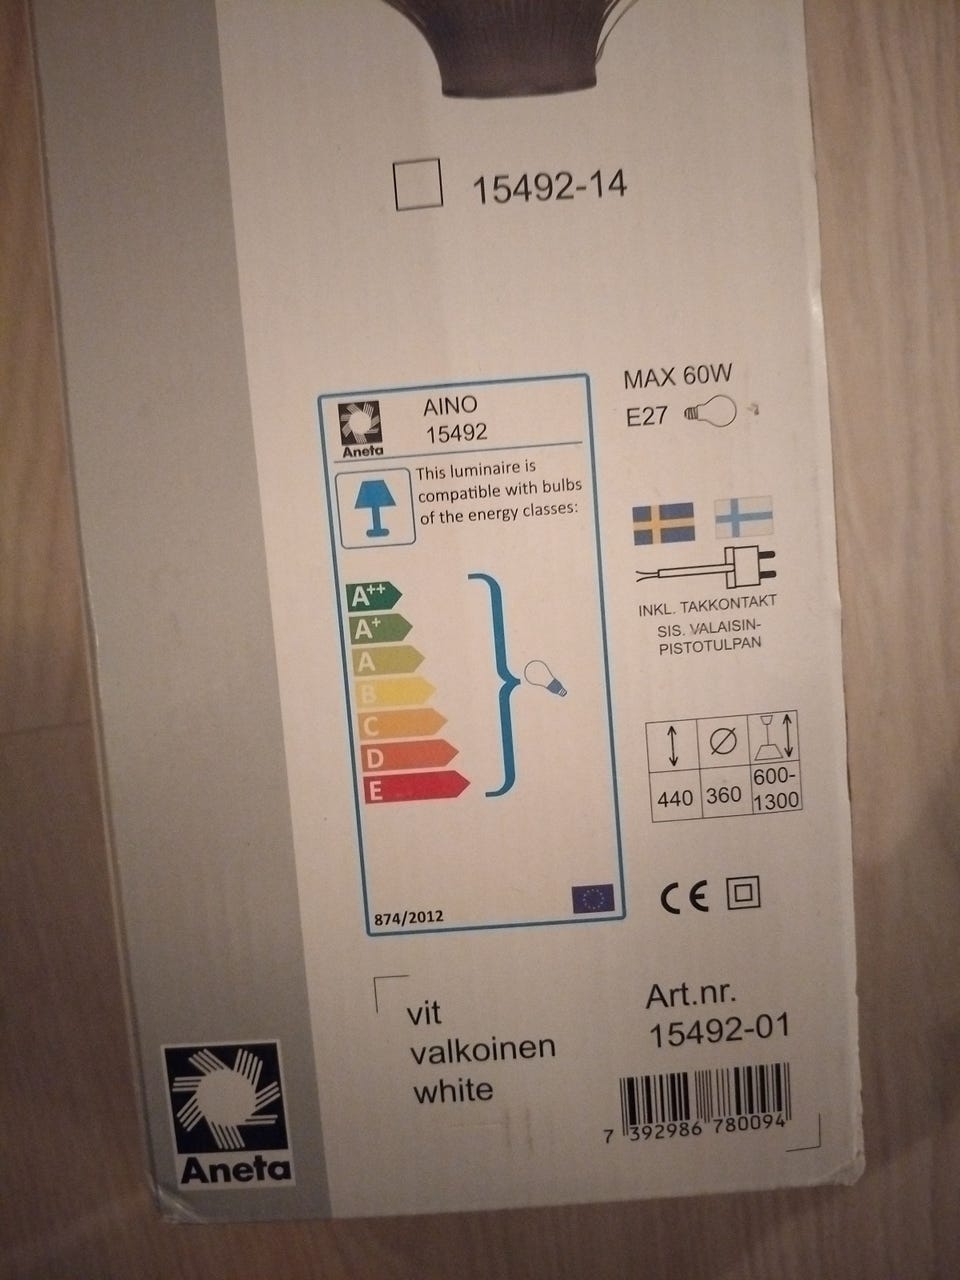 15492-14
MAX 60W
E27
Aneta
AINO
15492
This luminaire is
compatible with bulbs
of the energy classes:
A++
A+
A
B
C
D
E
874/2012
INKL. TAKKONTAKT
SIS. VALAISIN-
PISTOTULPAN
440 360 600-
1300
CE
vit
valkoinen
white
Art.nr.
15492-01
7 392986 780094
Aneta